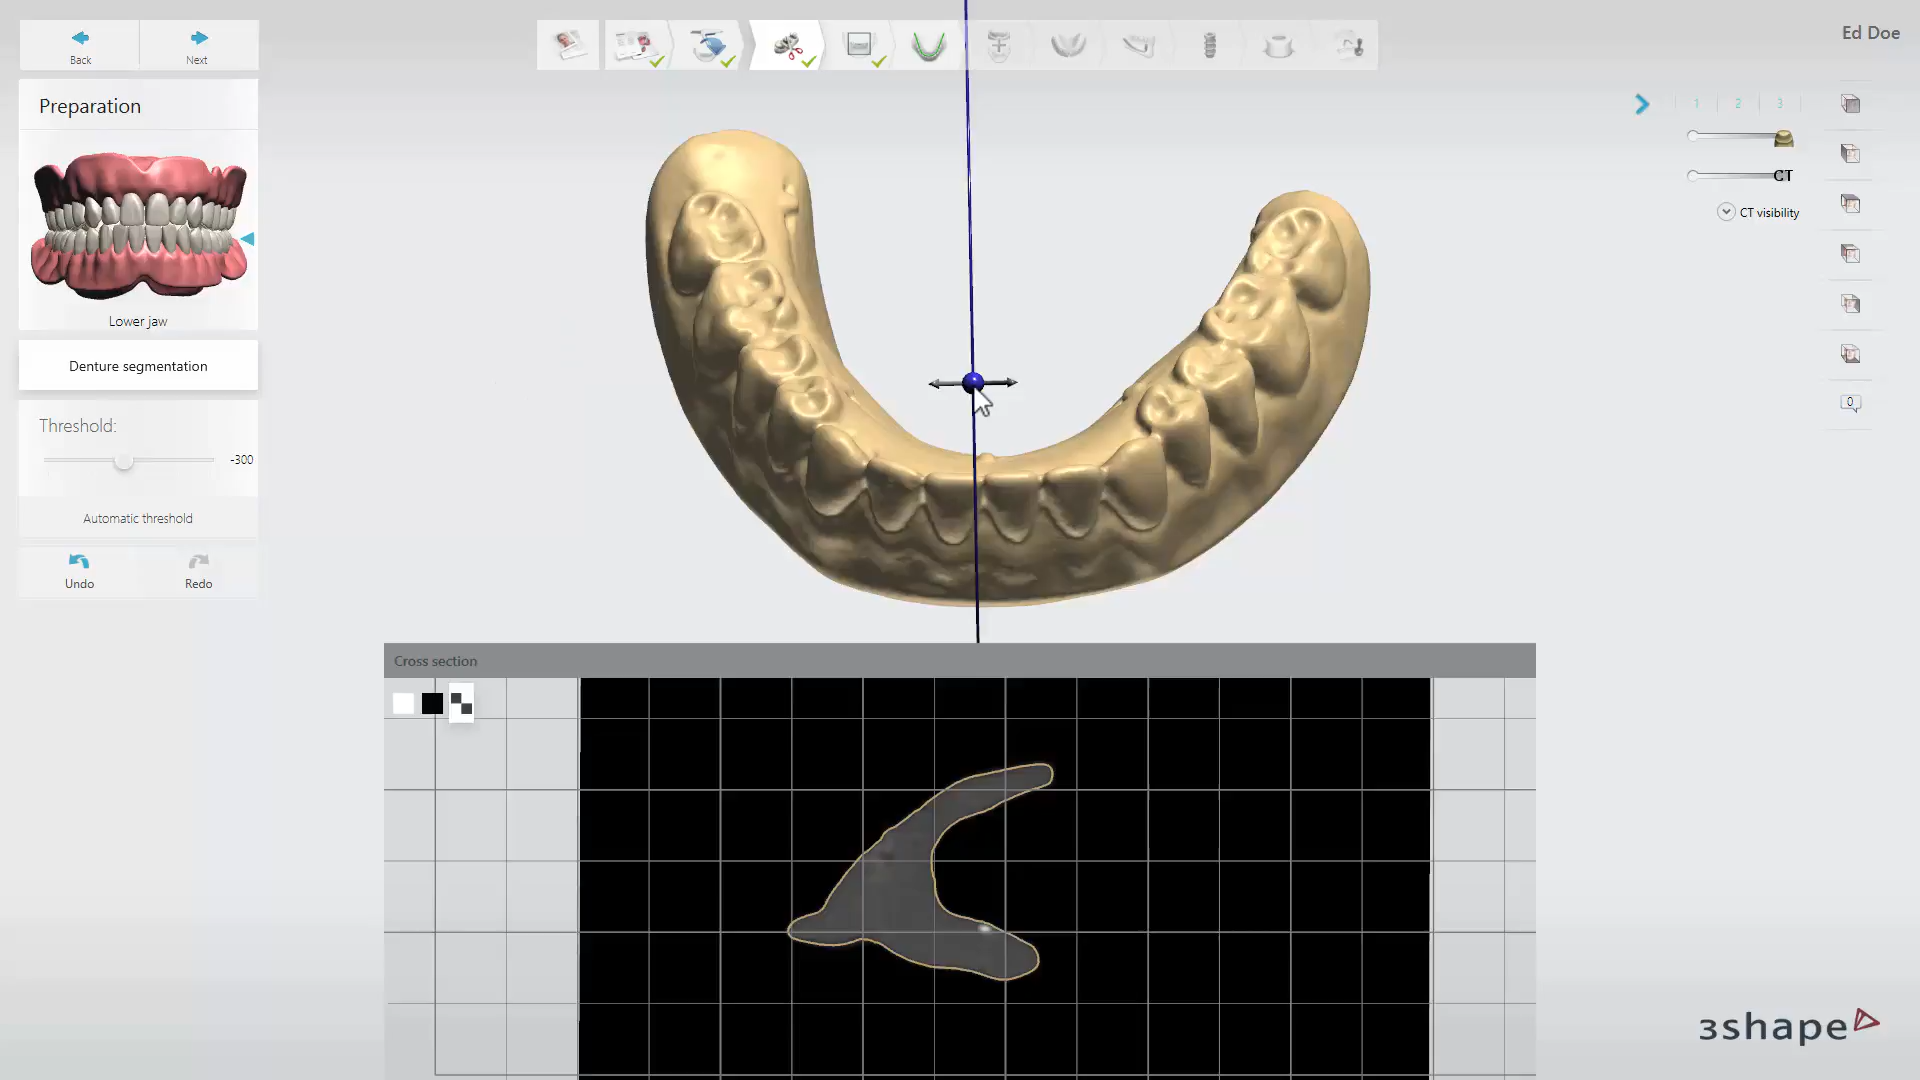 Back
Next
Ed Doe
Preparation
1 2 3
CT
CT visibility
Lower jaw
Denture segmentation
0
Threshold:
-300
Automatic threshold
Undo
Redo
Cross section
3shape